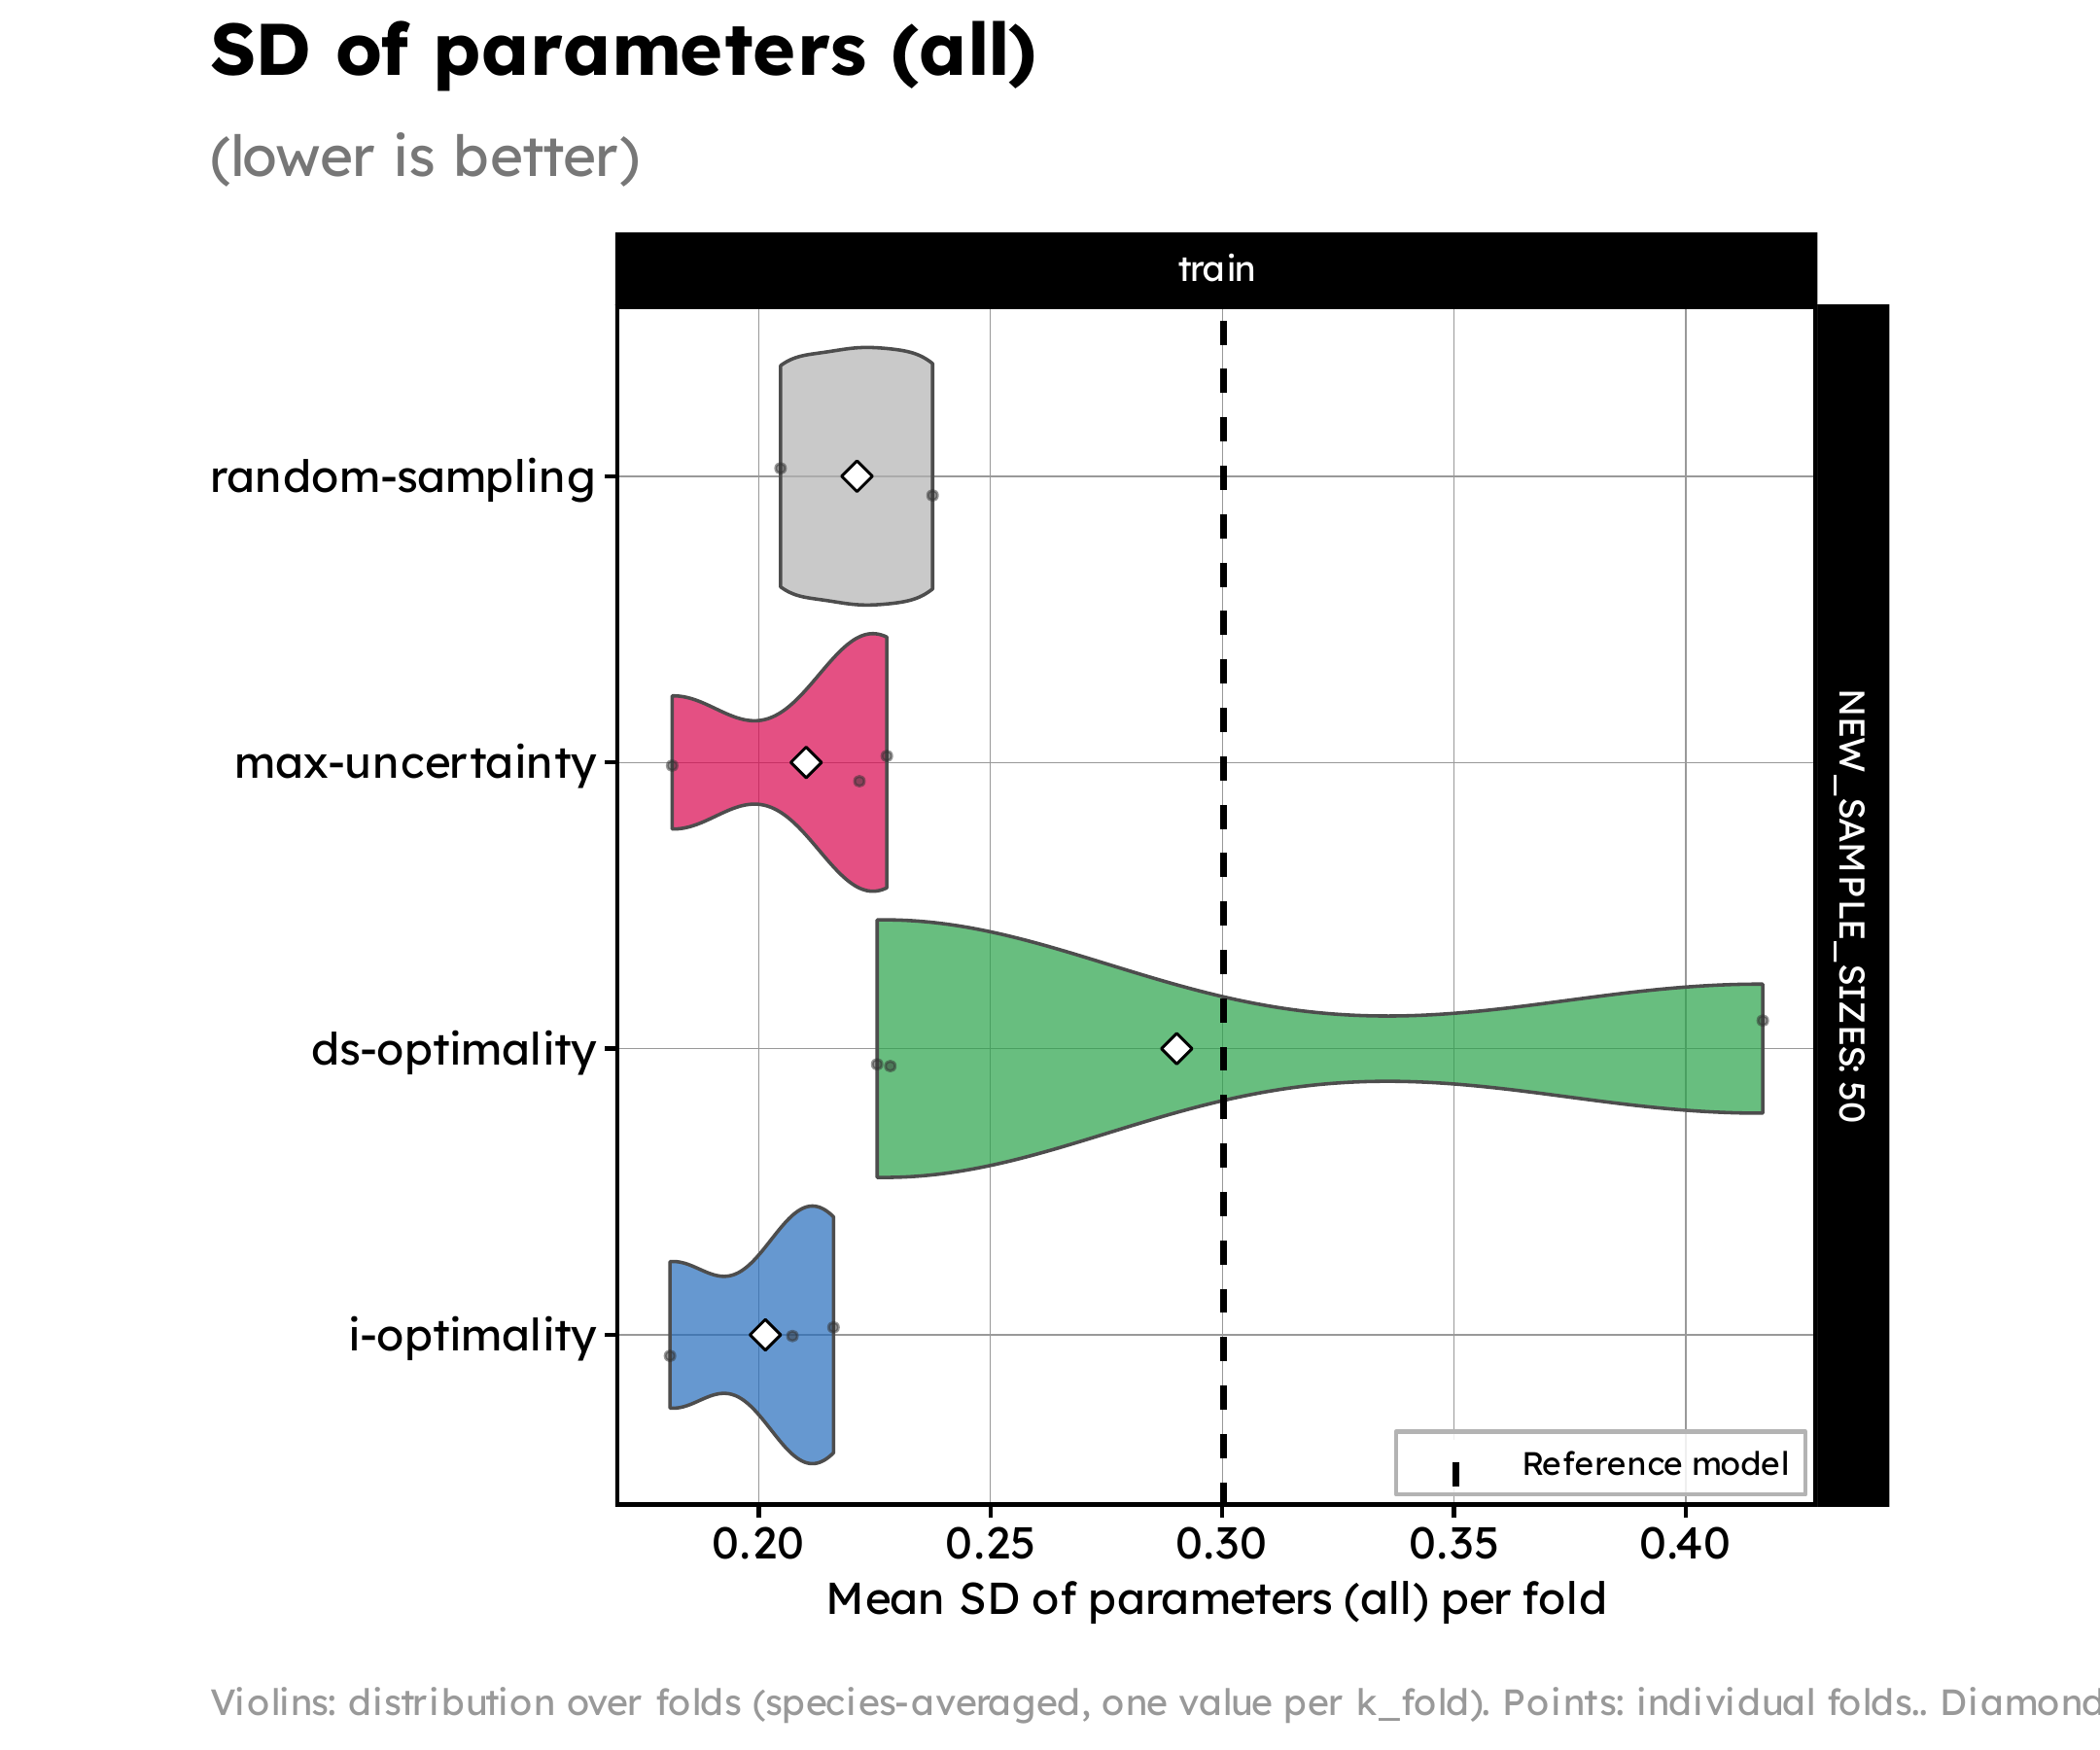 SD of parameters (all)
(lower is better)
train
random-sampling
max-uncertainty
ds-optimality
i-optimality
NEW_SAMPLE_SIZES: 50
Reference model
0.20 0.25 0.30 0.35 0.40
Mean SD of parameters (all) per fold
Violins: distribution over folds (species-averaged, one value per k_fold). Points: individual folds.. Diamond